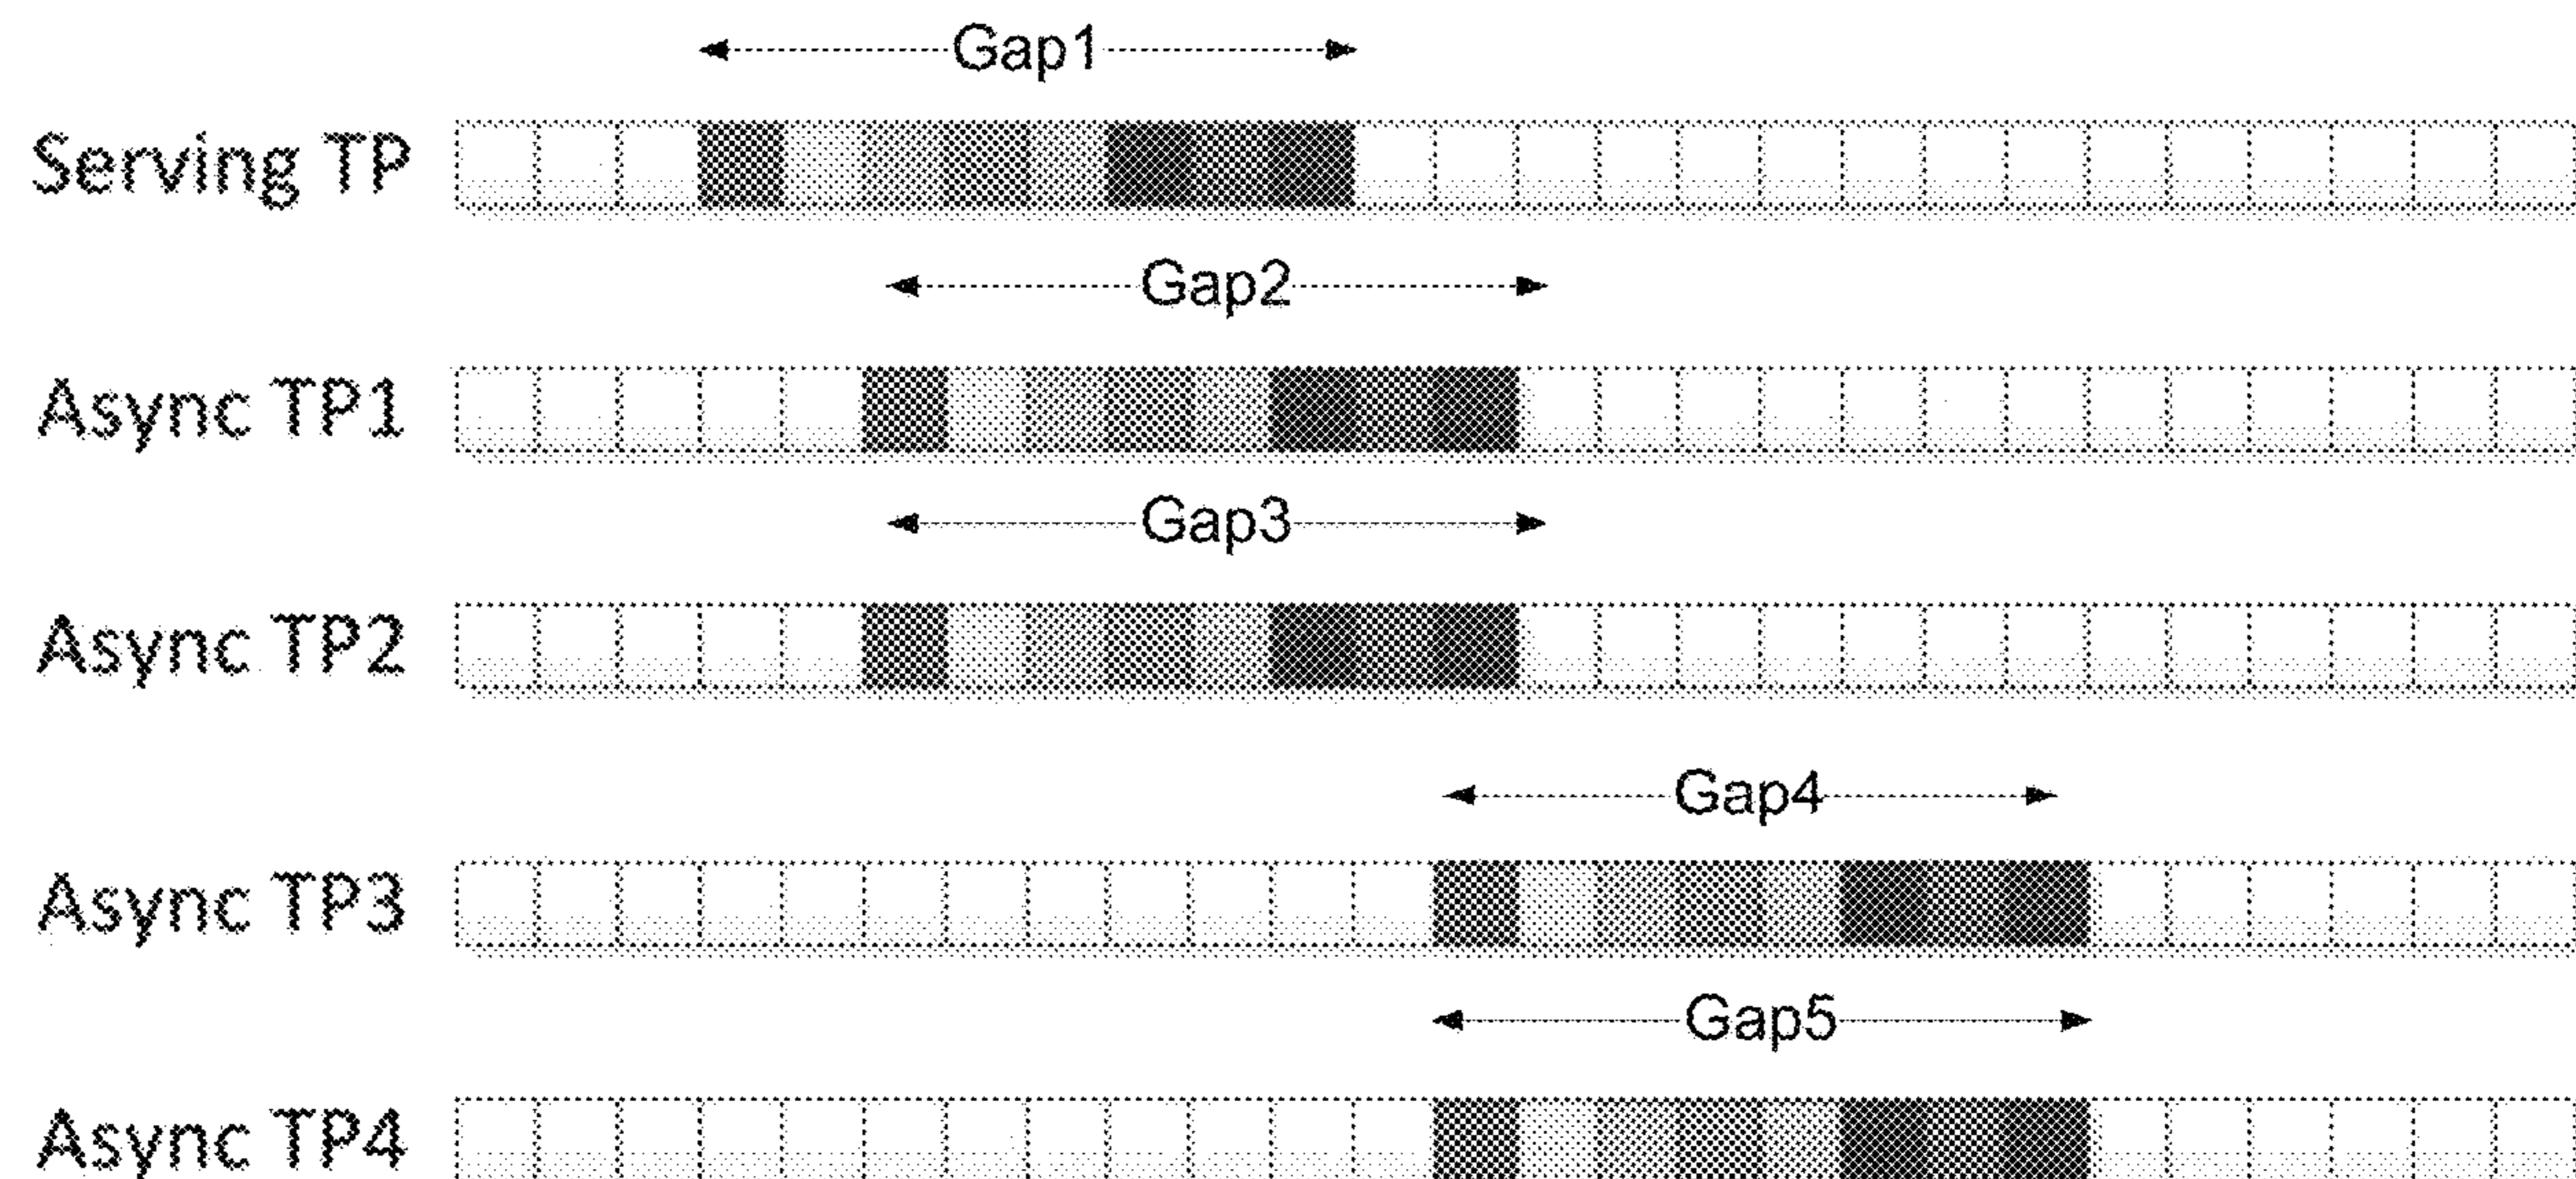 Gap1
Serving TP
Gap2
Async TP1
Gap3
Async TP2
Gap4
Async TP3
Gap5
Async TP4